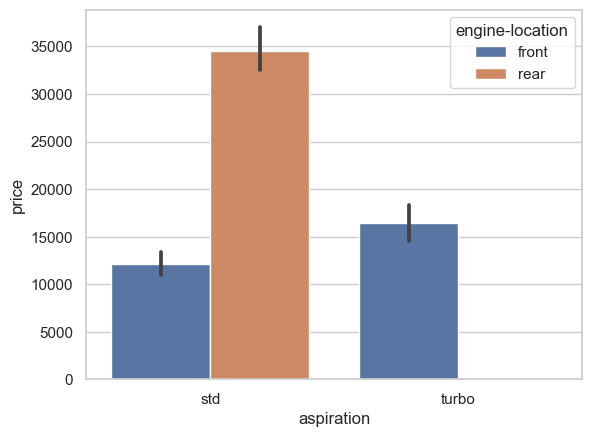 engine-location
front
rear
35000
30000
25000
20000
15000
10000
5000
0
price
std
turbo
aspiration